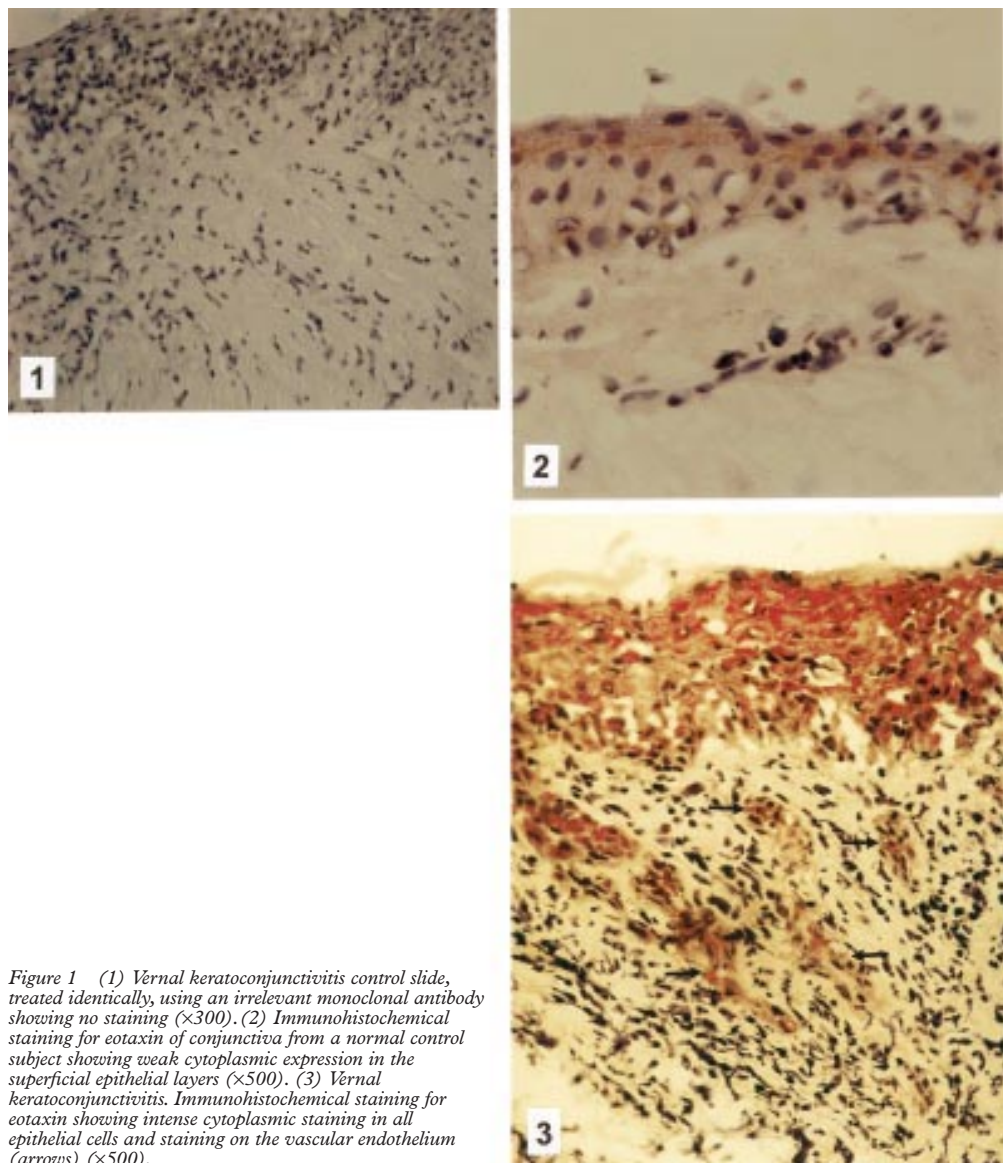 1
2
3
Figure 1 (1) Vernal keratoconjunctivitis control slide,
treated identically, using an irrelevant monoclonal antibody
showing no staining (×300). (2) Immunohistochemical
staining for eotaxin of conjunctiva from a normal control
subject showing weak cytoplasmic expression in the
superficial epithelial layers (×500). (3) Vernal
keratoconjunctivitis. Immunohistochemical staining for
eotaxin showing intense cytoplasmic staining in all
epithelial cells and staining on the vascular endothelium
(arrows) (×500).